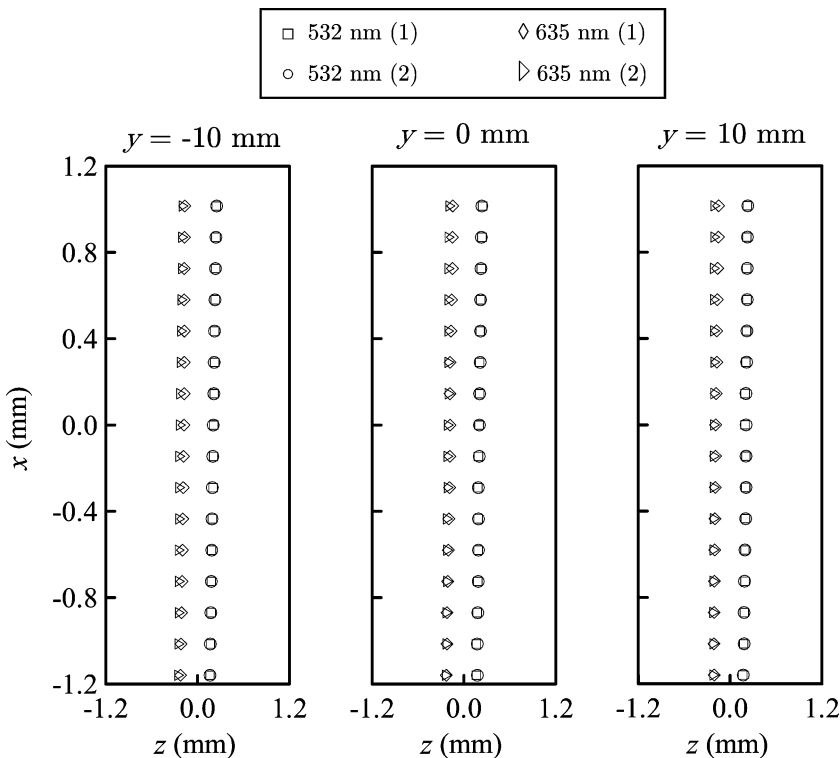 532 nm (1) 635 nm (1)
532 nm (2) 635 nm (2)
y = -10 mm y = 0 mm y = 10 mm
1.2
0.8
0.4
0.0
-0.4
-0.8
-1.2
x (mm)
-1.2 0.0 1.2 -1.2 0.0 1.2 -1.2 0.0 1.2
z (mm) z (mm) z (mm)